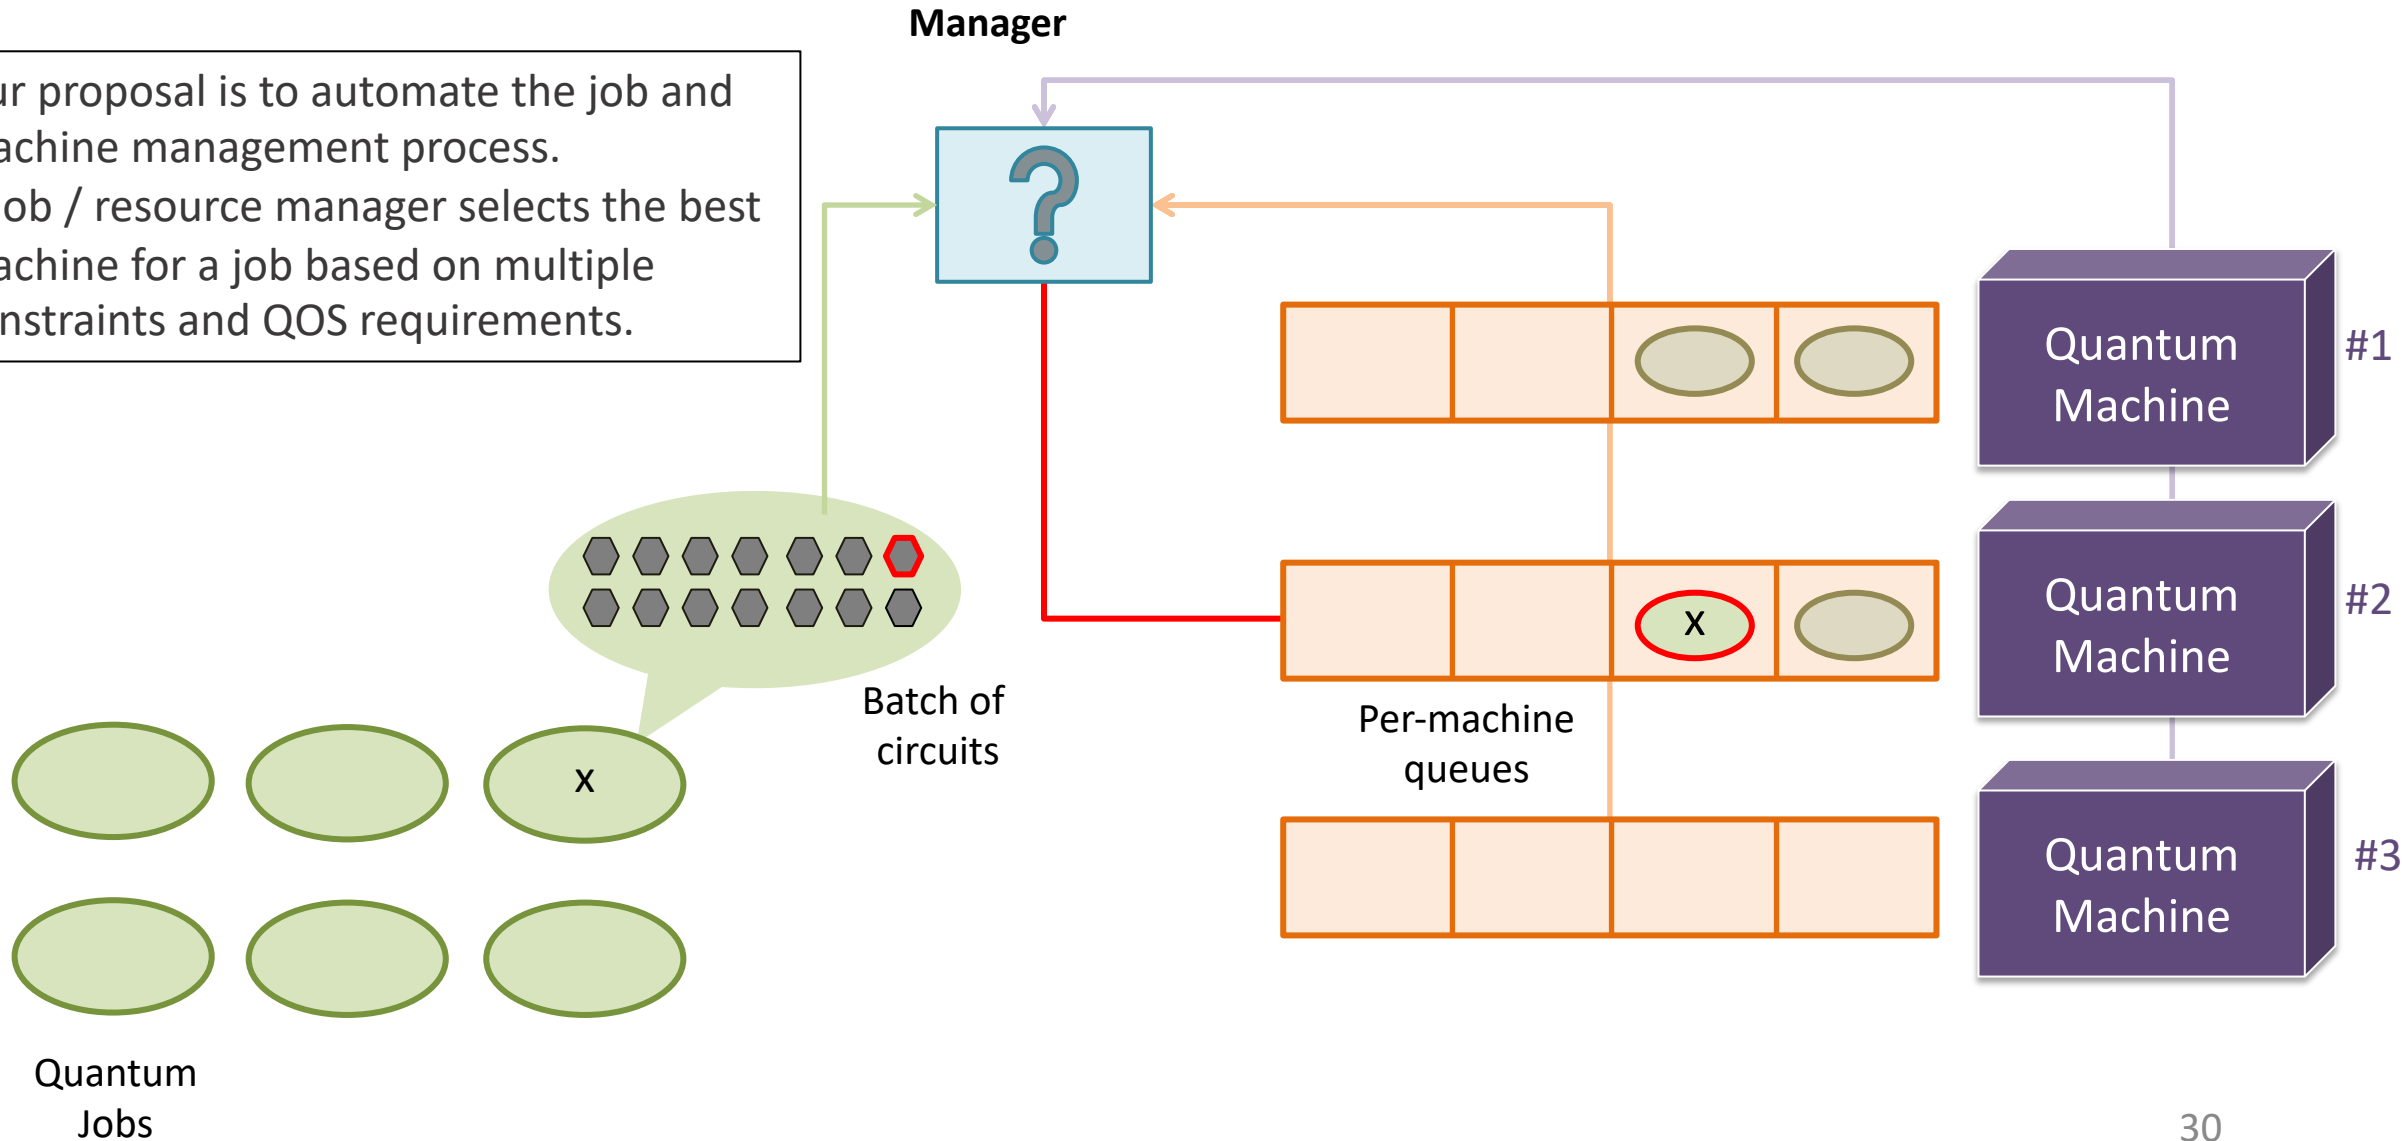 Manager
ur proposal is to automate the job and
achine management process.
ob / resource manager selects the best
achine for a job based on multiple
nstraints and QOS requirements.
?
Quantum
Machine
#1
Quantum
Machine
#2
X
Batch of
circuits
Per-machine
queues
X
Quantum
Machine
#3
Quantum
Jobs
30